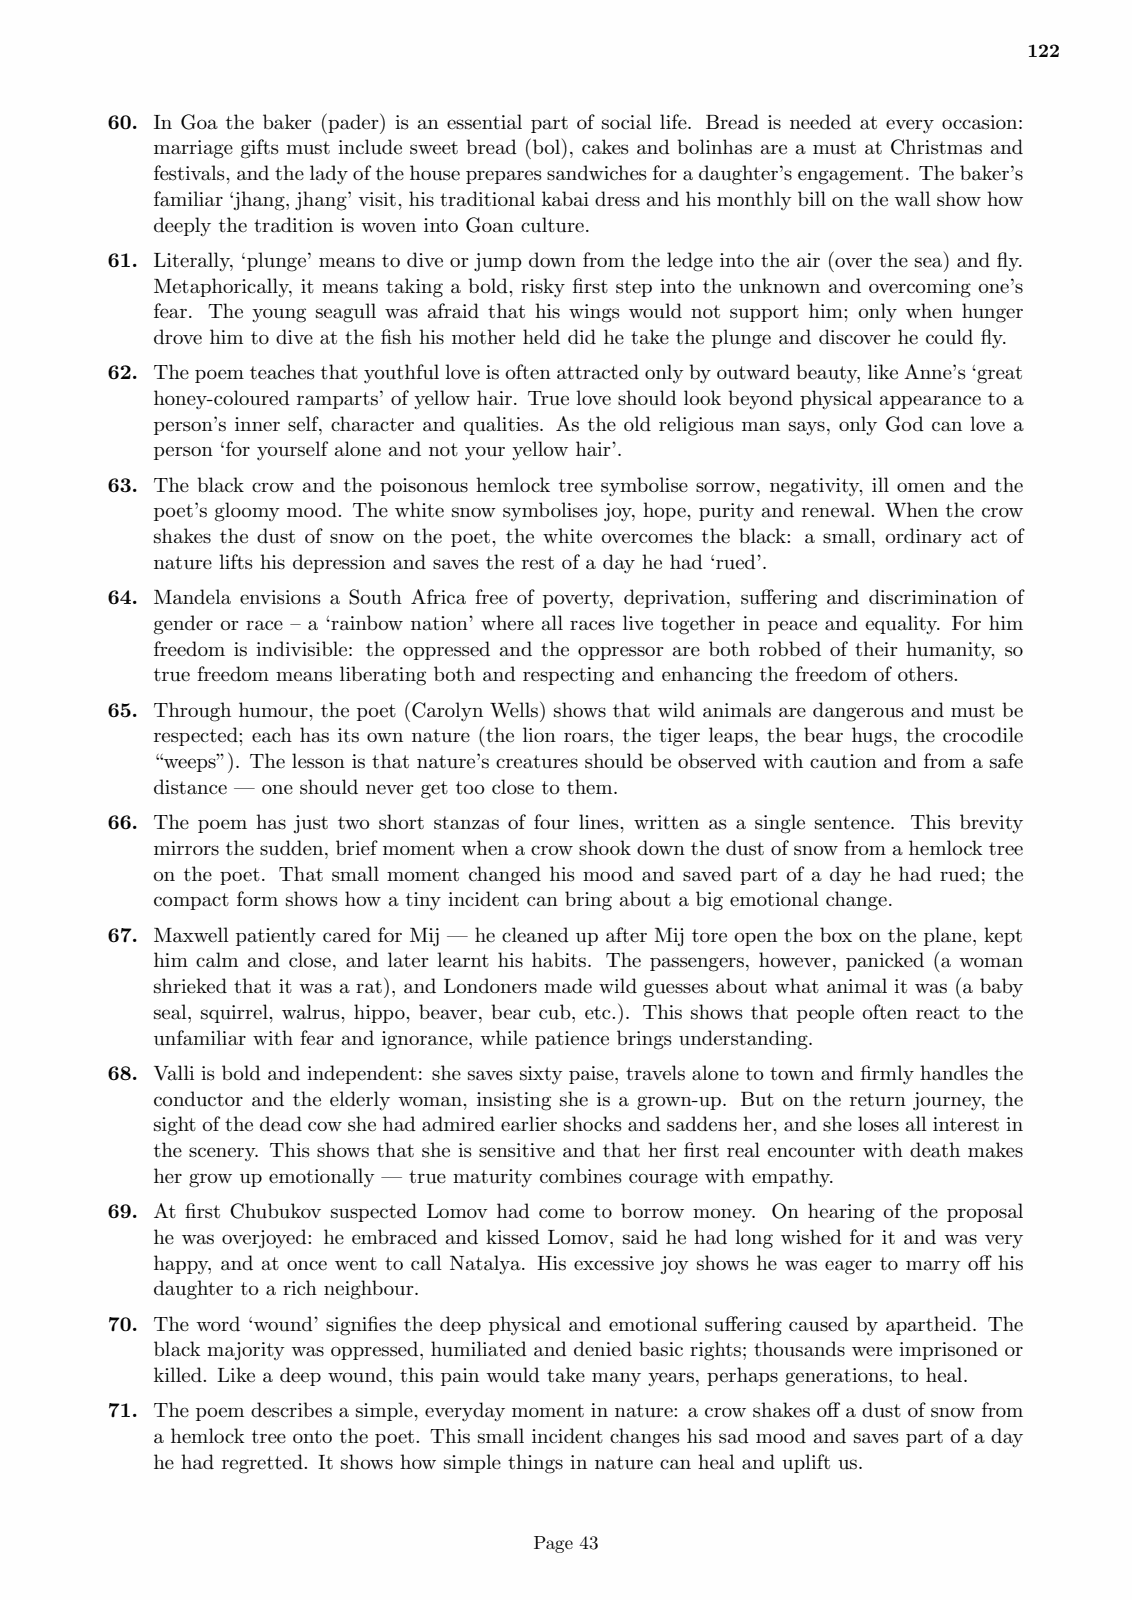 122
60. In Goa the baker (pader) is an essential part of social life. Bread is needed at every occasion:
marriage gifts must include sweet bread (bol), cakes and bolinhas are a must at Christmas and
festivals, and the lady of the house prepares sandwiches for a daughter's engagement. The baker's
familiar ‘jhang, jhang’ visit, his traditional kabai dress and his monthly bill on the wall show how
deeply the tradition is woven into Goan culture.
61. Literally, ‘plunge’ means to dive or jump down from the ledge into the air (over the sea) and fly.
Metaphorically, it means taking a bold, risky first step into the unknown and overcoming one's
fear. The young seagull was afraid that his wings would not support him; only when hunger
drove him to dive at the fish his mother held did he take the plunge and discover he could fly.
62. The poem teaches that youthful love is often attracted only by outward beauty, like Anne's ‘great
honey-coloured ramparts’ of yellow hair. True love should look beyond physical appearance to a
person's inner self, character and qualities. As the old religious man says, only God can love a
person ‘for yourself alone and not your yellow hair’.
63. The black crow and the poisonous hemlock tree symbolise sorrow, negativity, ill omen and the
poet's gloomy mood. The white snow symbolises joy, hope, purity and renewal. When the crow
shakes the dust of snow on the poet, the white overcomes the black: a small, ordinary act of
nature lifts his depression and saves the rest of a day he had ‘rued’.
64. Mandela envisions a South Africa free of poverty, deprivation, suffering and discrimination of
gender or race – a ‘rainbow nation’ where all races live together in peace and equality. For him
freedom is indivisible: the oppressed and the oppressor are both robbed of their humanity, so
true freedom means liberating both and respecting and enhancing the freedom of others.
65. Through humour, the poet (Carolyn Wells) shows that wild animals are dangerous and must be
respected; each has its own nature (the lion roars, the tiger leaps, the bear hugs, the crocodile
“weeps”). The lesson is that nature's creatures should be observed with caution and from a safe
distance — one should never get too close to them.
66. The poem has just two short stanzas of four lines, written as a single sentence. This brevity
mirrors the sudden, brief moment when a crow shook down the dust of snow from a hemlock tree
on the poet. That small moment changed his mood and saved part of a day he had rued; the
compact form shows how a tiny incident can bring about a big emotional change.
67. Maxwell patiently cared for Mij — he cleaned up after Mij tore open the box on the plane, kept
him calm and close, and later learnt his habits. The passengers, however, panicked (a woman
shrieked that it was a rat), and Londoners made wild guesses about what animal it was (a baby
seal, squirrel, walrus, hippo, beaver, bear cub, etc.). This shows that people often react to the
unfamiliar with fear and ignorance, while patience brings understanding.
68. Valli is bold and independent: she saves sixty paise, travels alone to town and firmly handles the
conductor and the elderly woman, insisting she is a grown-up. But on the return journey, the
sight of the dead cow she had admired earlier shocks and saddens her, and she loses all interest in
the scenery. This shows that she is sensitive and that her first real encounter with death makes
her grow up emotionally — true maturity combines courage with empathy.
69. At first Chubukov suspected Lomov had come to borrow money. On hearing of the proposal
he was overjoyed: he embraced and kissed Lomov, said he had long wished for it and was very
happy, and at once went to call Natalya. His excessive joy shows he was eager to marry off his
daughter to a rich neighbour.
70. The word ‘wound’ signifies the deep physical and emotional suffering caused by apartheid. The
black majority was oppressed, humiliated and denied basic rights; thousands were imprisoned or
killed. Like a deep wound, this pain would take many years, perhaps generations, to heal.
71. The poem describes a simple, everyday moment in nature: a crow shakes off a dust of snow from
a hemlock tree onto the poet. This small incident changes his sad mood and saves part of a day
he had regretted. It shows how simple things in nature can heal and uplift us.
Page 43